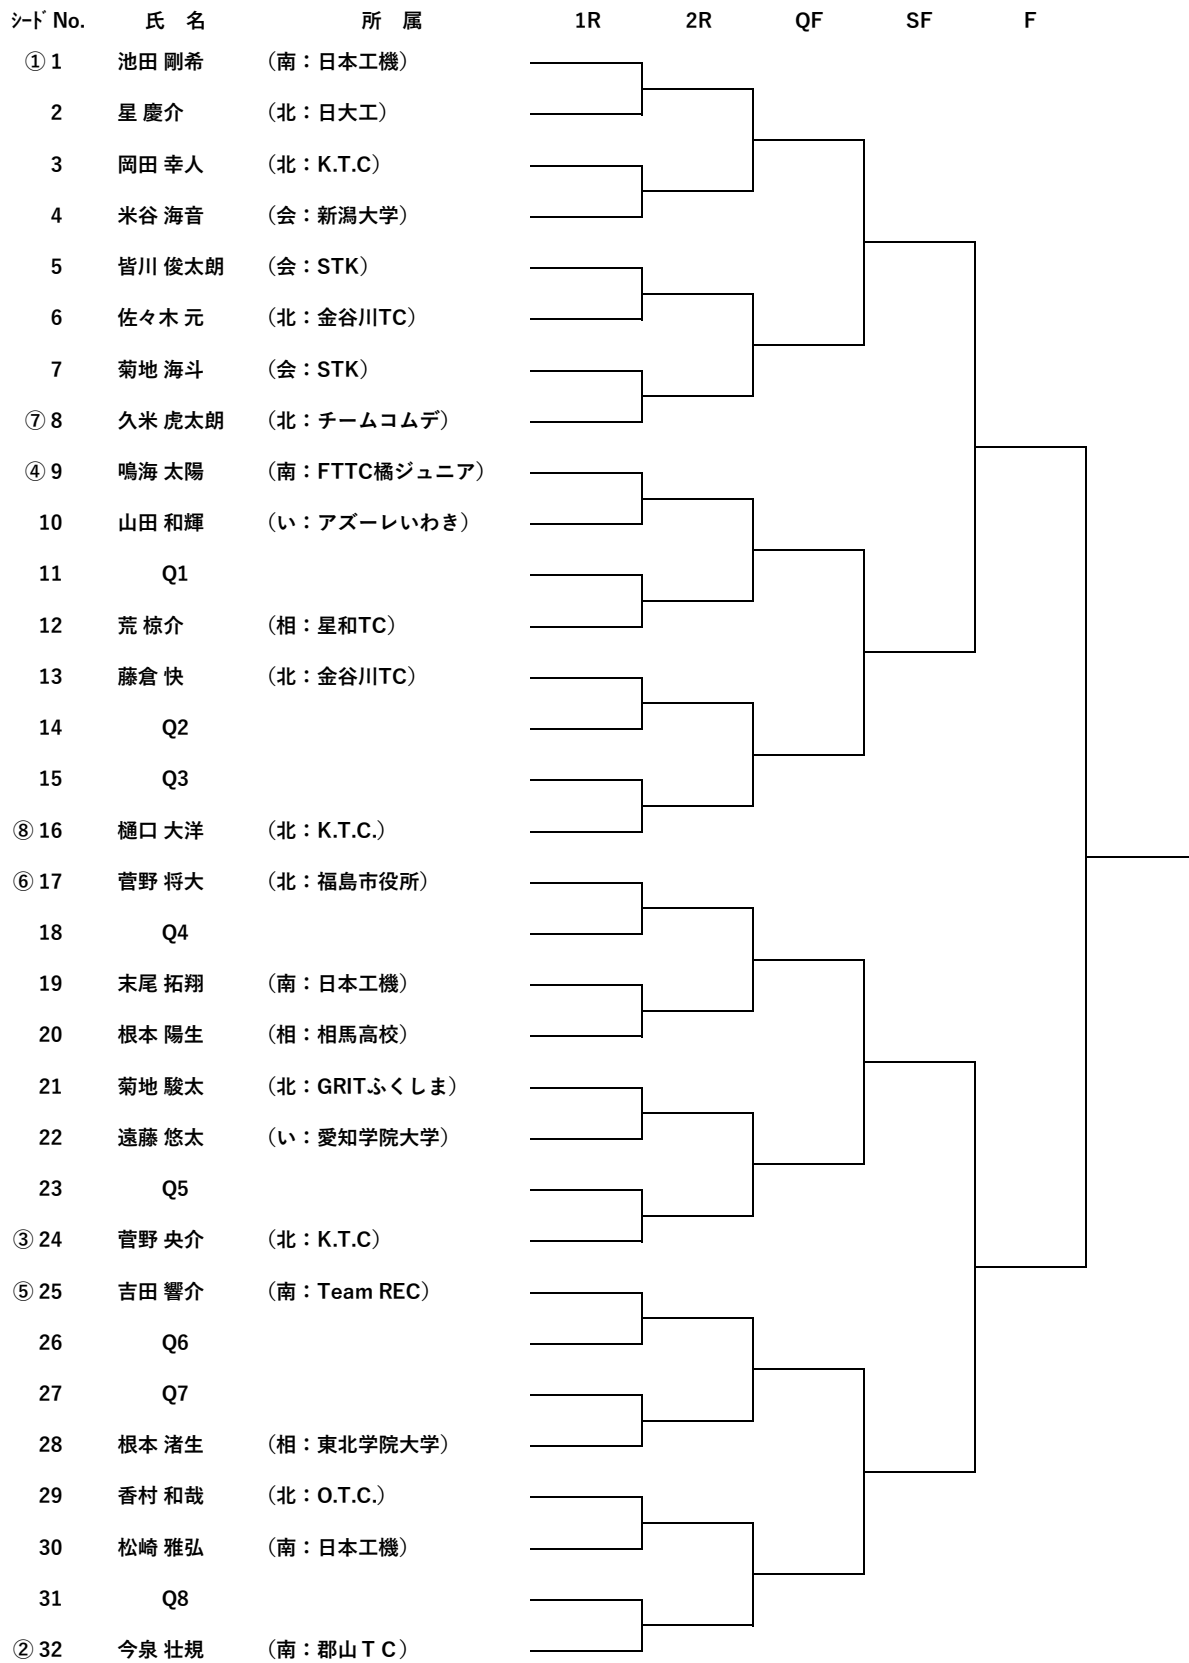 ｼｰﾄﾞ No. 氏　名 所　属 1R 2R QF SF F
① 1 池田 剛希 （南：日本工機）
2 星 慶介 （北：日大工）
3 岡田 幸人 （北：K.T.C）
4 米谷 海音 （会：新潟大学）
5 皆川 俊太朗 （会：STK）
6 佐々木 元 （北：金谷川TC）
7 菊地 海斗 （会：STK）
⑦ 8 久米 虎太朗 （北：チームコムデ）
④ 9 鳴海 太陽 （南：FTTC橘ジュニア）
10 山田 和輝 （い：アズーレいわき）
11 Q1
12 荒 椋介 （相：星和TC）
13 藤倉 快 （北：金谷川TC）
14 Q2
15 Q3
⑧ 16 樋口 大洋 （北：K.T.C.）
⑥ 17 菅野 将大 （北：福島市役所）
18 Q4
19 末尾 拓翔 （南：日本工機）
20 根本 陽生 （相：相馬高校）
21 菊地 駿太 （北：GRITふくしま）
22 遠藤 悠太 （い：愛知学院大学）
23 Q5
③ 24 菅野 央介 （北：K.T.C）
⑤ 25 吉田 響介 （南：Team REC）
26 Q6
27 Q7
28 根本 渚生 （相：東北学院大学）
29 香村 和哉 （北：O.T.C.）
30 松崎 雅弘 （南：日本工機）
31 Q8
② 32 今泉 壮規 （南：郡山ＴＣ）